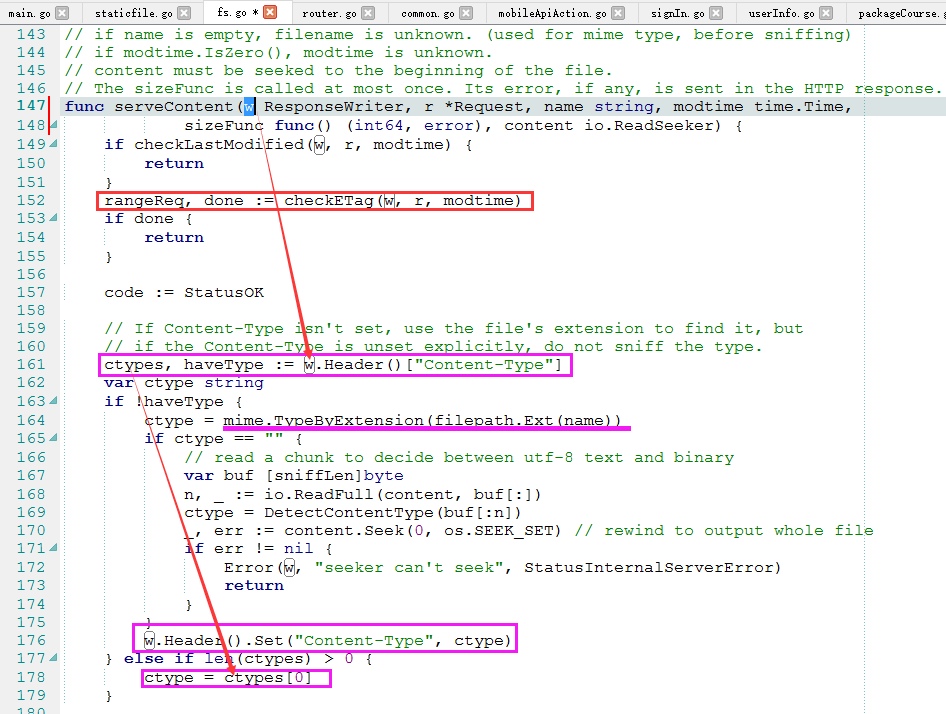 main.go staticfile.go fs.go * router.go common.go mobileApiAction.go signIn.go userInfo.go packageCourse.g
143 // if name is empty, filename is unknown. (used for mime type, before sniffing)
144 // if modtime.IsZero(), modtime is unknown.
145 // content must be seeked to the beginning of the file.
146 // The sizeFunc is called at most once. Its error, if any, is sent in the HTTP response.
147 func serveContent(w ResponseWriter, r *Request, name string, modtime time.Time,
148 sizeFunc func() (int64, error), content io.ReadSeeker) {
149 if checkLastModified(w, r, modtime) {
150 return
151 }
152 rangeReq, done := checkETag(w, r, modtime)
153 if done {
154 return
155 }
156
157 code := StatusOK
158
159 // If Content-Type isn't set, use the file's extension to find it, but
160 // if the Content-Type is unset explicitly, do not sniff the type.
161 ctypes, haveType := w.Header()["Content-Type"]
162 var ctype string
163 if !haveType {
164 ctype = mime.TypeByExtension(filepath.Ext(name))
165 if ctype == "" {
166 // read a chunk to decide between utf-8 text and binary
167 var buf [sniffLen]byte
168 n, _ := io.ReadFull(content, buf[:])
169 ctype = DetectContentType(buf[:n])
170 _, err := content.Seek(0, os.SEEK_SET) // rewind to output whole file
171 if err != nil {
172 Error(w, "seeker can't seek", StatusInternalServerError)
173 return
174 }
175 }
176 w.Header().Set("Content-Type", ctype)
177 } else if len(ctypes) > 0 {
178 ctype = ctypes[0]
179 }
180